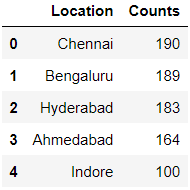 Location Counts
0 Chennai 190
1 Bengaluru 189
2 Hyderabad 183
3 Ahmedabad 164
4 Indore 100